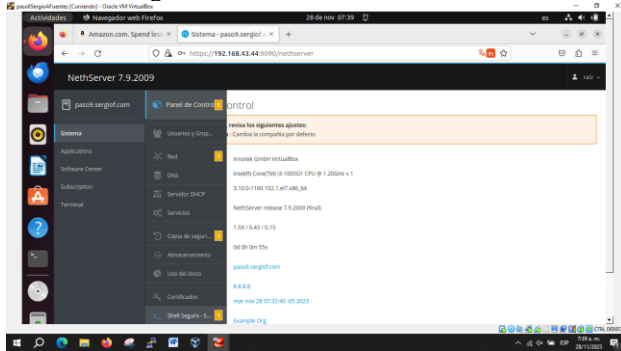 paso9SergioAFuentes [Corriendo] - Oracle VM VirtualBox
Actividades
Navegador web Firefox
28 de nov 07:39
es
Amazon.com. Spend less
Sistema - paso9.sergiof.c
https://192.168.43.44:9090/nethserver
NethServer 7.9.2009
raiz
paso9.sergiof.com
Panel de Control
ontrol
revisa los siguientes ajustes:
: Cambia la compañía por defecto
Sistema
Applications
Software Center
Subscription
Terminal
Usuarios y Grup...
Red
DNS
Servidor DHCP
Servicios
Copia de seguri...
Almacenamiento
Uso del disco
Certificados
Shell Seguro - S...
innotek GmbH VirtualBox
Intel(R) Core(TM) i3-1005G1 CPU @ 1.20GHz x 1
3.10.0-1160.102.1.el7.x86_64
NethServer release 7.9.2009 (final)
1.59 / 0.43 / 0.15
0d 0h 0m 55s
paso9.sergiof.com
8.8.8.8
mar nov 28 07:32:40 -05 2023
Example Org
CTRL DERECHO
ESP
7:39 a. m.
28/11/2023